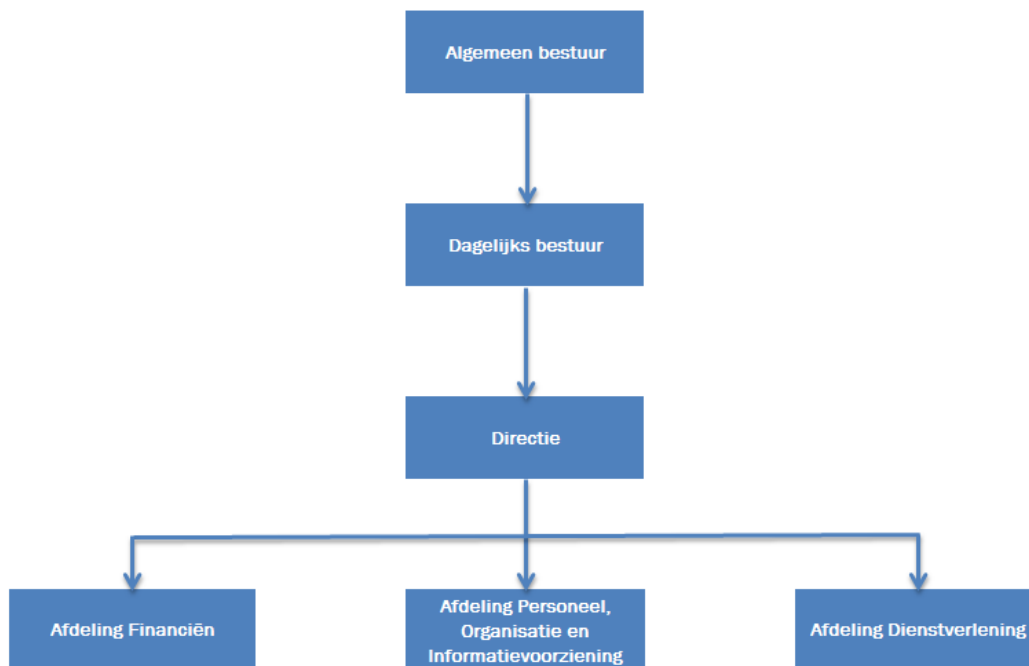 Algemeen bestuur
Dagelijks bestuur
Directie
Afdeling Financiën
Afdeling Personeel,
Organisatie en
Informatievoorziening
Afdeling Dienstverlening